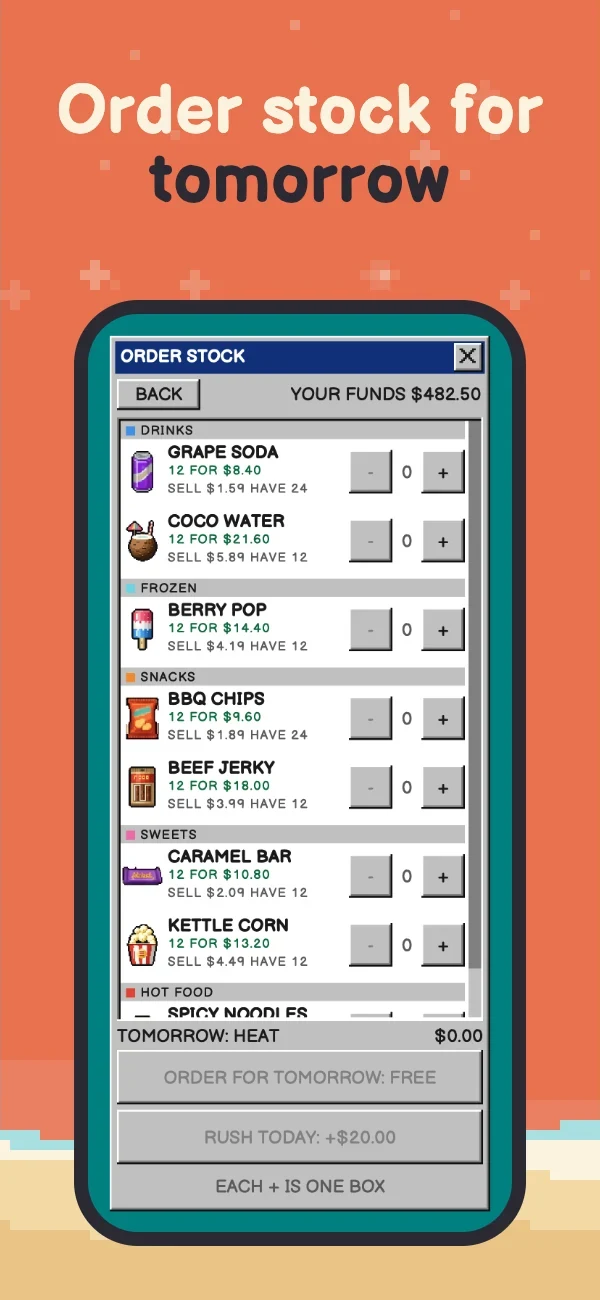 Order stock for
tomorrow
ORDER STOCK
BACK
YOUR FUNDS $482.50
DRINKS
GRAPE SODA
12 FOR $8.40
SELL $1.59 HAVE 24
- 0 +
COCO WATER
12 FOR $21.60
SELL $5.89 HAVE 12
- 0 +
FROZEN
BERRY POP
12 FOR $14.40
SELL $4.19 HAVE 12
- 0 +
SNACKS
BBQ CHIPS
12 FOR $9.60
SELL $1.89 HAVE 24
- 0 +
BEEF JERKY
12 FOR $18.00
SELL $3.99 HAVE 12
- 0 +
SWEETS
CARAMEL BAR
12 FOR $10.80
SELL $2.09 HAVE 12
- 0 +
KETTLE CORN
12 FOR $13.20
SELL $4.49 HAVE 12
- 0 +
HOT FOOD
SPICY NOODLES
TOMORROW: HEAT $0.00
ORDER FOR TOMORROW: FREE
RUSH TODAY: +$20.00
EACH + IS ONE BOX